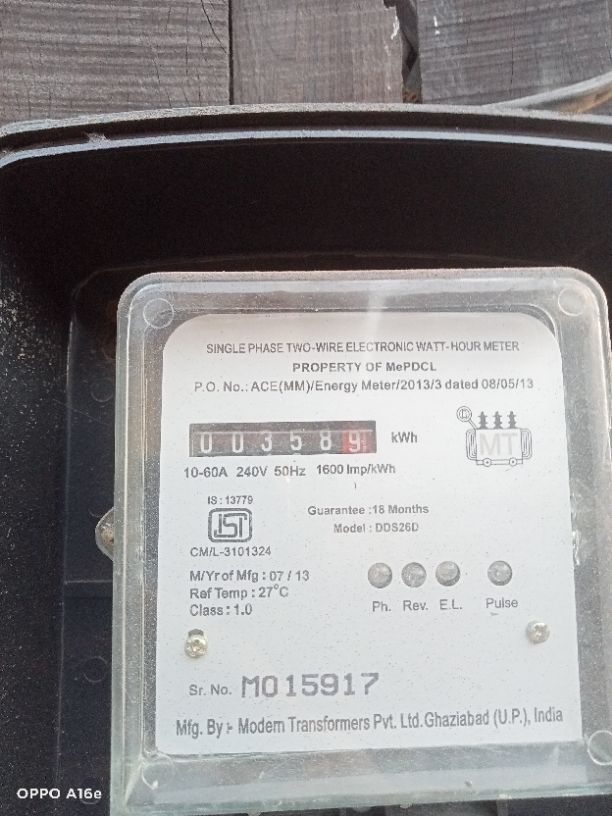 SINGLE PHASE TWO-WIRE ELECTRONIC WATT-HOUR METER
PROPERTY OF MePDCL
P.O. No.: ACE(MM)/Energy Meter/2013/3 dated 08/05/13
003589 kWh
MT
10-60A 240V 50Hz 1600 Imp/kWh
IS : 13779
ISI
CM/L-3101324
Guarantee :18 Months
Model : DDS26D
M/Yr of Mfg : 07 / 13
Ref Temp : 27°C
Class : 1.0
Ph. Rev. E.L. Pulse
Sr. No. M015917
Mfg. By :- Modern Transformers Pvt. Ltd. Ghaziabad (U.P.), India
OPPO A16e